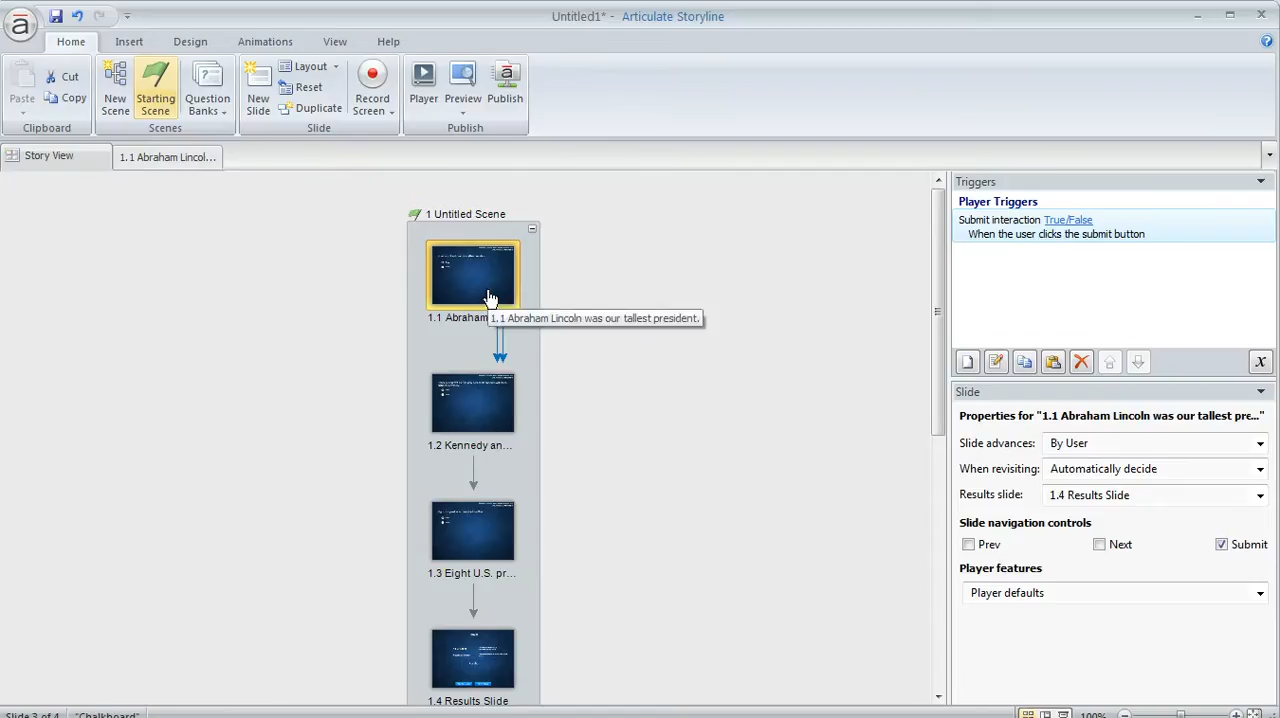 Untitled1* - Articulate Storyline
Home Insert Design Animations View Help
Paste Cut Copy Clipboard
New Scene Starting Scene Question Banks Scenes
New Slide Layout Reset Duplicate Slide
Record Screen
Player Preview Publish Publish
Story View 1.1 Abraham Lincol...
1 Untitled Scene
1.1 Abraham
1.1 Abraham Lincoln was our tallest president.
1.2 Kennedy an...
1.3 Eight U.S. pr...
1.4 Results Slide
Triggers
Player Triggers
Submit interaction True/False
When the user clicks the submit button
Slide
Properties for "1.1 Abraham Lincoln was our tallest pre..."
Slide advances: By User
When revisiting: Automatically decide
Results slide: 1.4 Results Slide
Slide navigation controls
Prev Next Submit
Player features
Player defaults
Slide 3 of 4 "Chalkboard" 100%